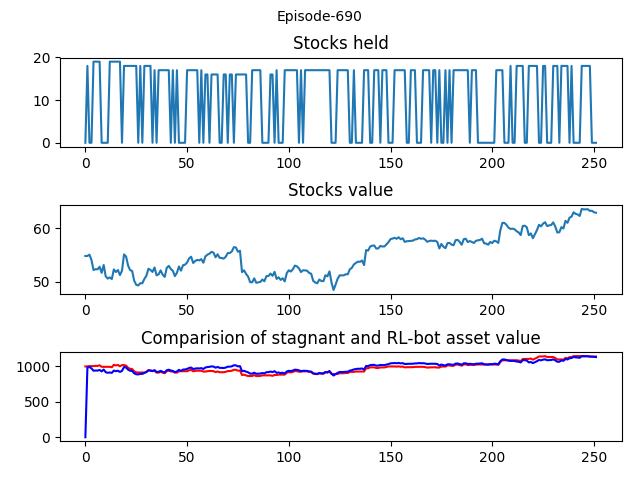 Episode-690
Stocks held
20
10
0
0 50 100 150 200 250
Stocks value
60
50
0 50 100 150 200 250
Comparision of stagnant and RL-bot asset value
1000
500
0
0 50 100 150 200 250